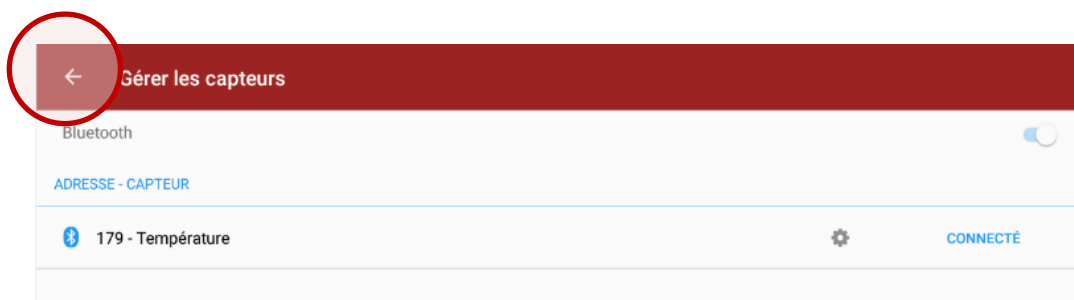 Gérer les capteurs
Bluetooth
ADRESSE - CAPTEUR
179 - Température CONNECTÉ